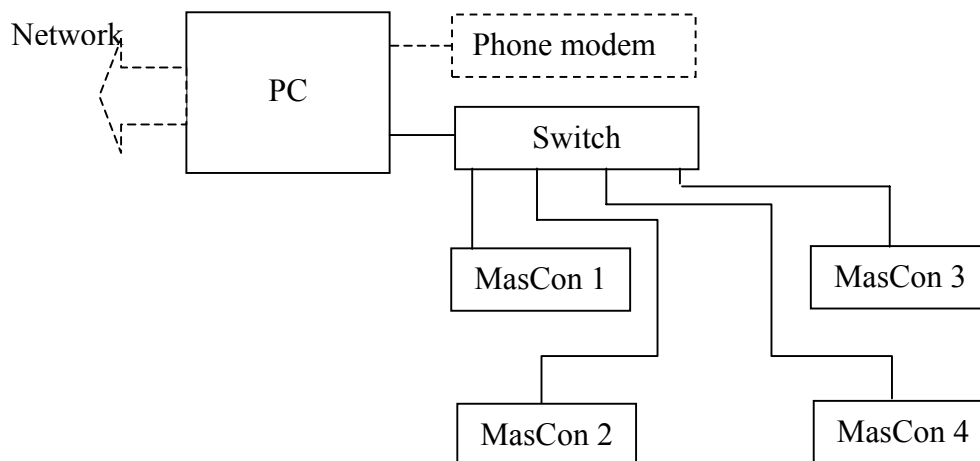 Network
Phone modem
PC
Switch
MasCon 1
MasCon 3
MasCon 2
MasCon 4